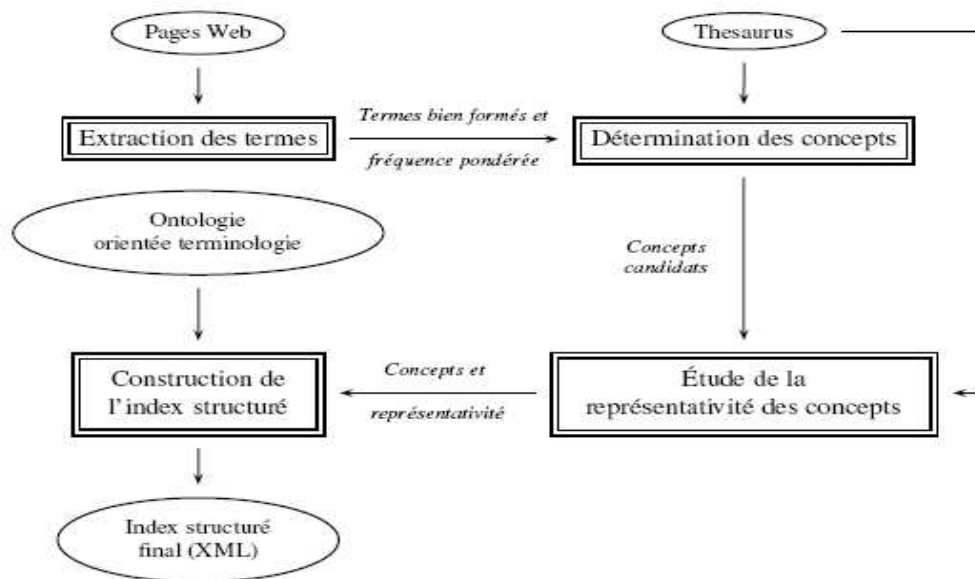 Pages Web
Thesaurus
Extraction des termes
Termes bien formés et
fréquence pondérée
Détermination des concepts
Ontologie
orientée terminologie
Concepts
candidats
Construction de
l'index structuré
Concepts et
représentativité
Étude de la
représentativité des concepts
Index structuré
final (XML)